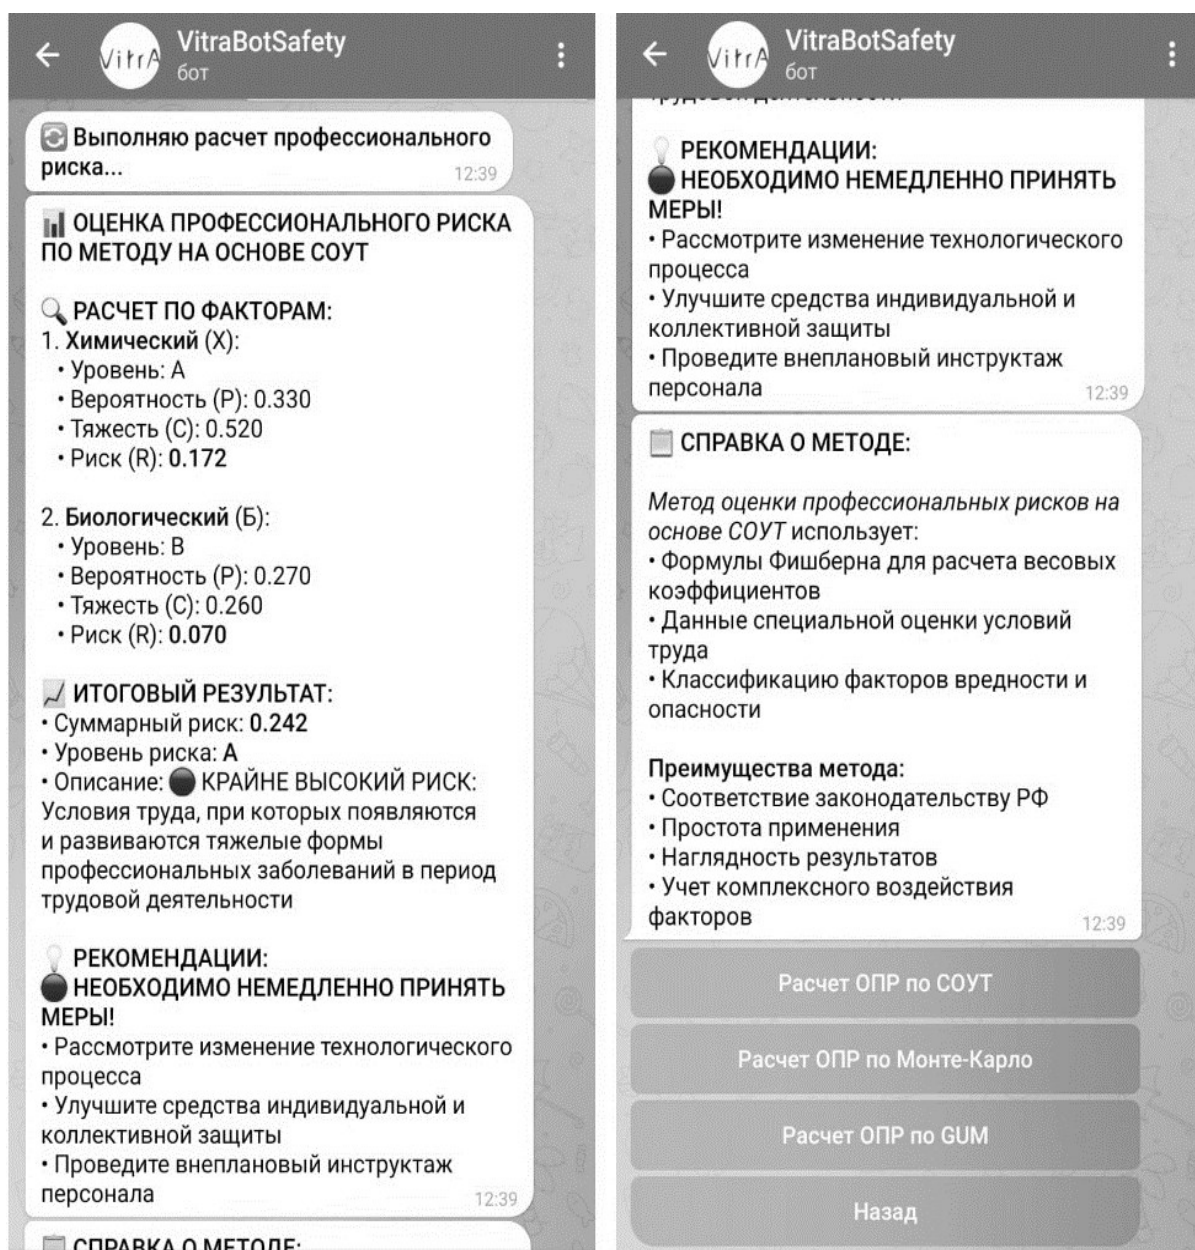 VitrA
VitraBotSafety
бот
Выполняю расчет профессионального
риска...
12:39
ОЦЕНКА ПРОФЕССИОНАЛЬНОГО РИСКА
ПО МЕТОДУ НА ОСНОВЕ СОУТ
РАСЧЕТ ПО ФАКТОРАМ:
1. Химический (Х):
• Уровень: А
• Вероятность (Р): 0.330
• Тяжесть (С): 0.520
• Риск (R): 0.172
2. Биологический (Б):
• Уровень: В
• Вероятность (Р): 0.270
• Тяжесть (С): 0.260
• Риск (R): 0.070
ИТОГОВЫЙ РЕЗУЛЬТАТ:
• Суммарный риск: 0.242
• Уровень риска: А
• Описание: КРАЙНЕ ВЫСОКИЙ РИСК:
Условия труда, при которых появляются
и развиваются тяжелые формы
профессиональных заболеваний в период
трудовой деятельности
РЕКОМЕНДАЦИИ:
НЕОБХОДИМО НЕМЕДЛЕННО ПРИНЯТЬ
МЕРЫ!
• Рассмотрите изменение технологического
процесса
• Улучшите средства индивидуальной и
коллективной защиты
• Проведите внеплановый инструктаж
персонала
12:39
СПРАВКА О МЕТОДЕ:
VitrA
VitraBotSafety
бот
трудовой деятельности
РЕКОМЕНДАЦИИ:
НЕОБХОДИМО НЕМЕДЛЕННО ПРИНЯТЬ
МЕРЫ!
• Рассмотрите изменение технологического
процесса
• Улучшите средства индивидуальной и
коллективной защиты
• Проведите внеплановый инструктаж
персонала
12:39
СПРАВКА О МЕТОДЕ:
Метод оценки профессиональных рисков на
основе СОУТ использует:
• Формулы Фишберна для расчета весовых
коэффициентов
• Данные специальной оценки условий
труда
• Классификацию факторов вредности и
опасности
Преимущества метода:
• Соответствие законодательству РФ
• Простота применения
• Наглядность результатов
• Учет комплексного воздействия
факторов
12:39
Расчет ОПР по СОУТ
Расчет ОПР по Монте-Карло
Расчет ОПР по GUM
Назад